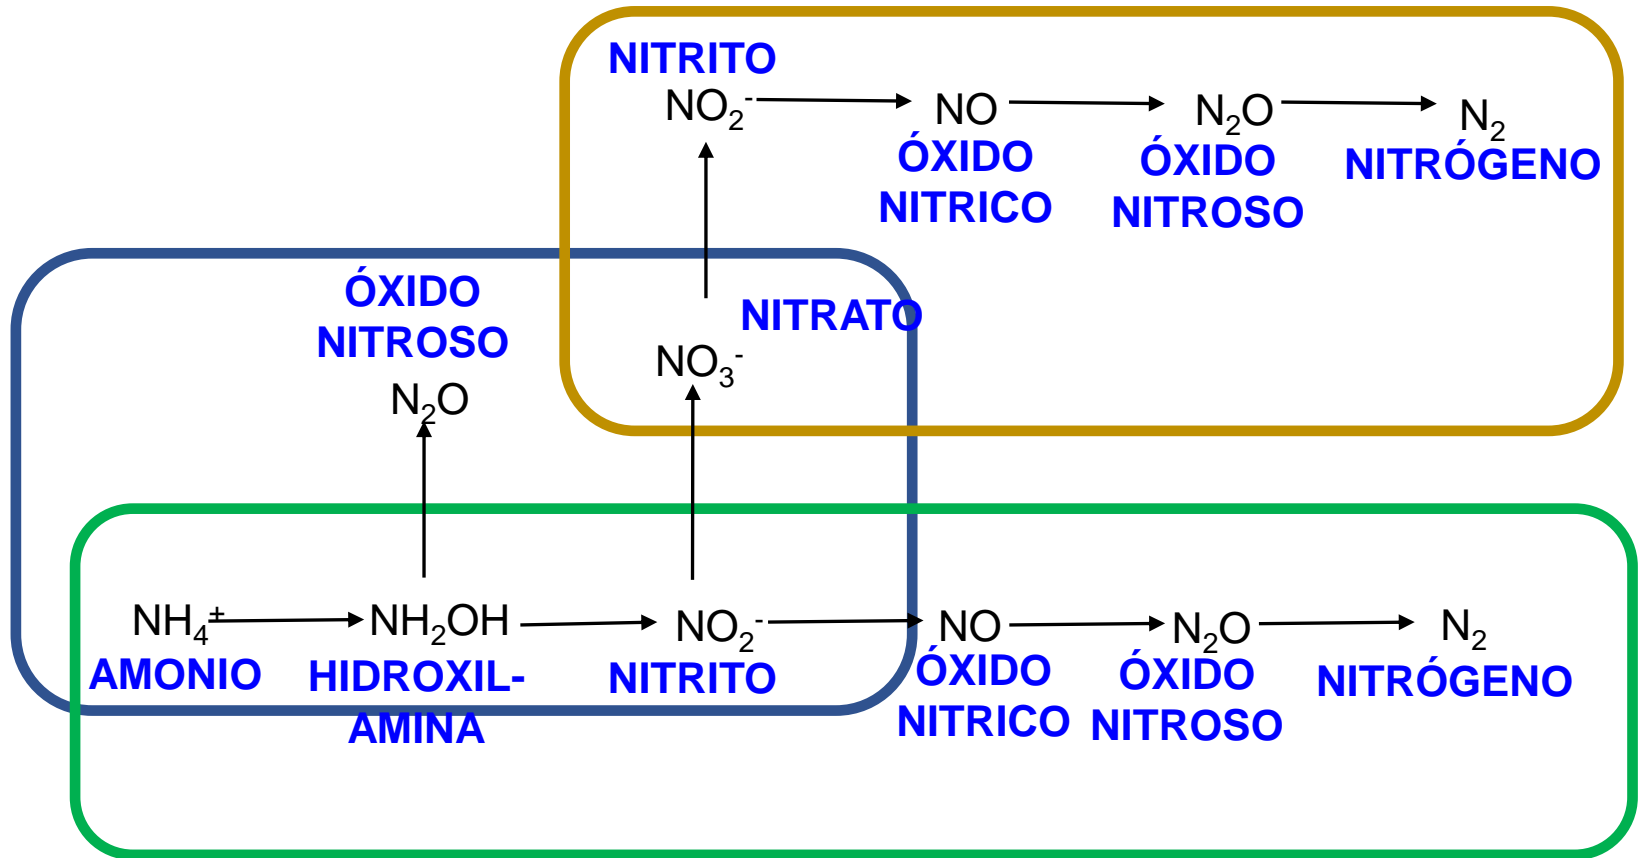 NITRITO
NO₂⁻ NO N₂O N₂
ÓXIDO NITRICO
ÓXIDO NITROSO
NITRÓGENO
ÓXIDO
NITROSO
NITRATO
NO₃⁻
N₂O
NH₄⁺ NH₂OH NO₂⁻ NO N₂O N₂
AMONIO
HIDROXIL-
AMINA
NITRITO
ÓXIDO
NITRICO
ÓXIDO
NITROSO
NITRÓGENO